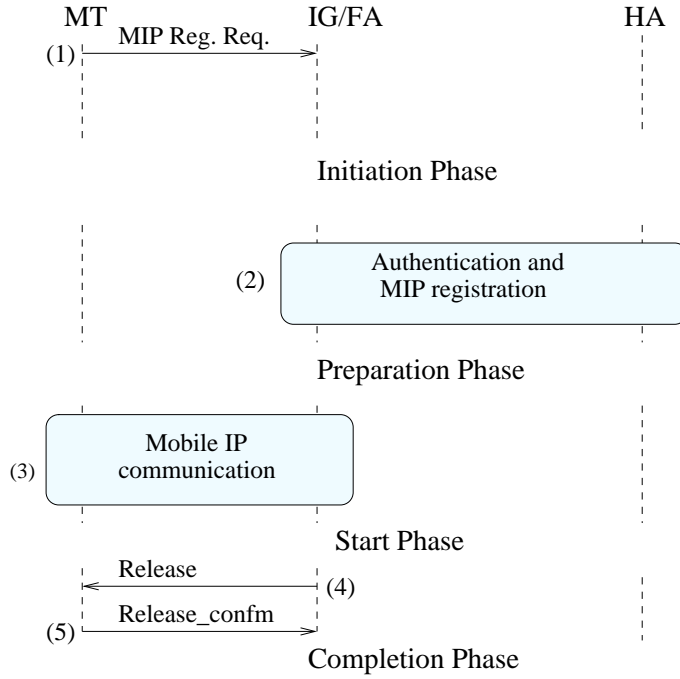 MT IG/FA HA
MIP Reg. Req.
(1)
Initiation Phase
Authentication and
(2) MIP registration
Preparation Phase
Mobile IP
(3) communication
Start Phase
Release
(4)
Release_confm
(5)
Completion Phase